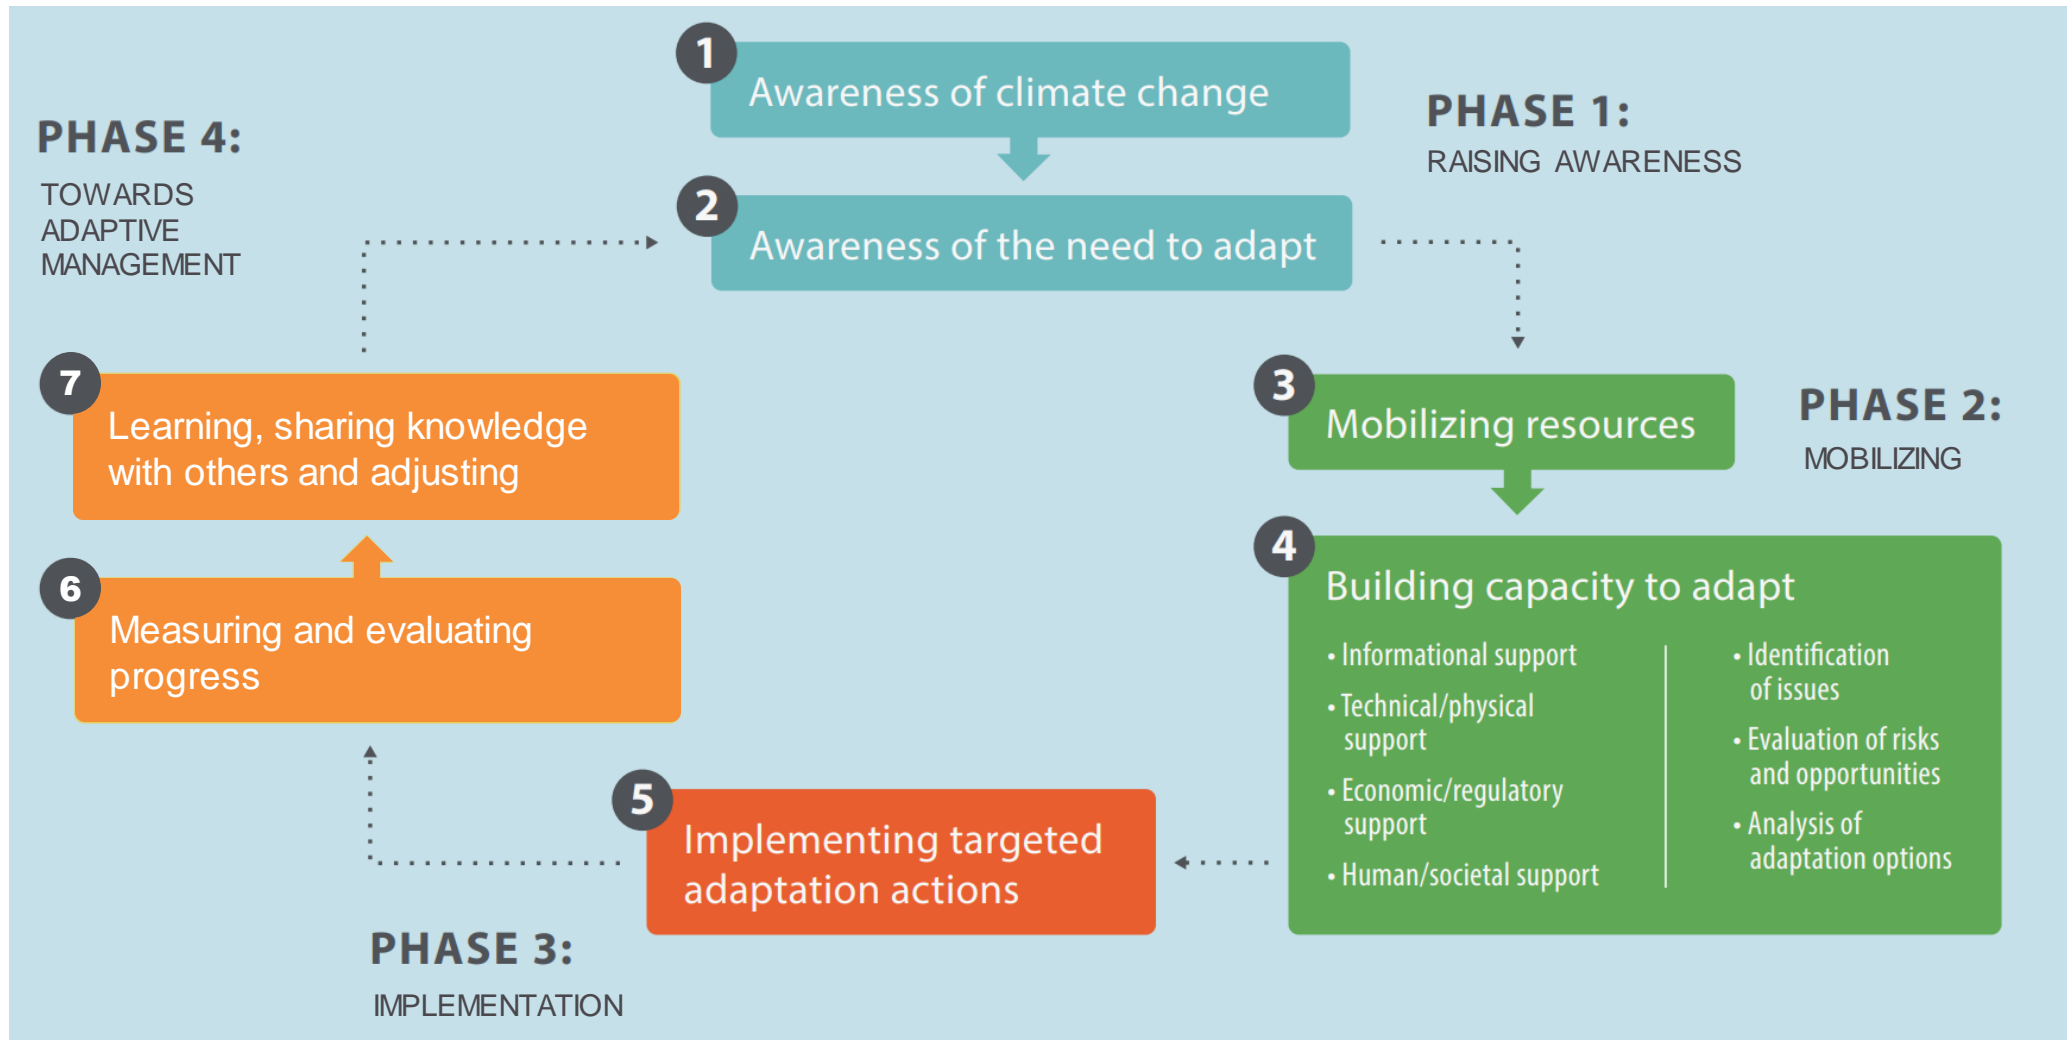 1
Awareness of climate change
PHASE 1:
RAISING AWARENESS
2
Awareness of the need to adapt
3
Mobilizing resources
PHASE 2:
MOBILIZING
4
Building capacity to adapt
• Informational support
• Technical/physical
support
• Economic/regulatory
support
• Human/societal support
• Identification
of issues
• Evaluation of risks
and opportunities
• Analysis of
adaptation options
5
Implementing targeted
adaptation actions
PHASE 3:
IMPLEMENTATION
6
Measuring and evaluating
progress
7
Learning, sharing knowledge
with others and adjusting
PHASE 4:
TOWARDS
ADAPTIVE
MANAGEMENT